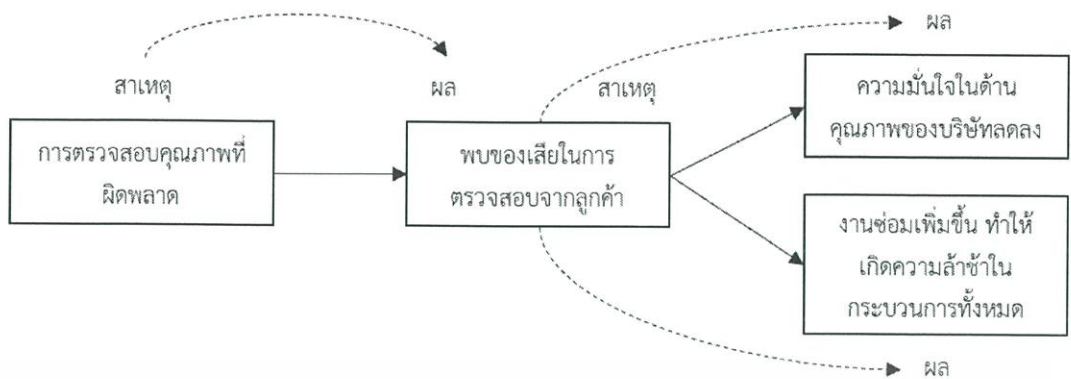 ผล
สาเหตุ
ผล
สาเหตุ
ความมั่นใจในด้าน
คุณภาพของบริษัทลดลง
การตรวจสอบคุณภาพที่
ผิดพลาด
พบของเสียในการ
ตรวจสอบจากลูกค้า
งานซ่อมเพิ่มขึ้น ทำให้
เกิดความล้าช้าใน
กระบวนการทั้งหมด
ผล